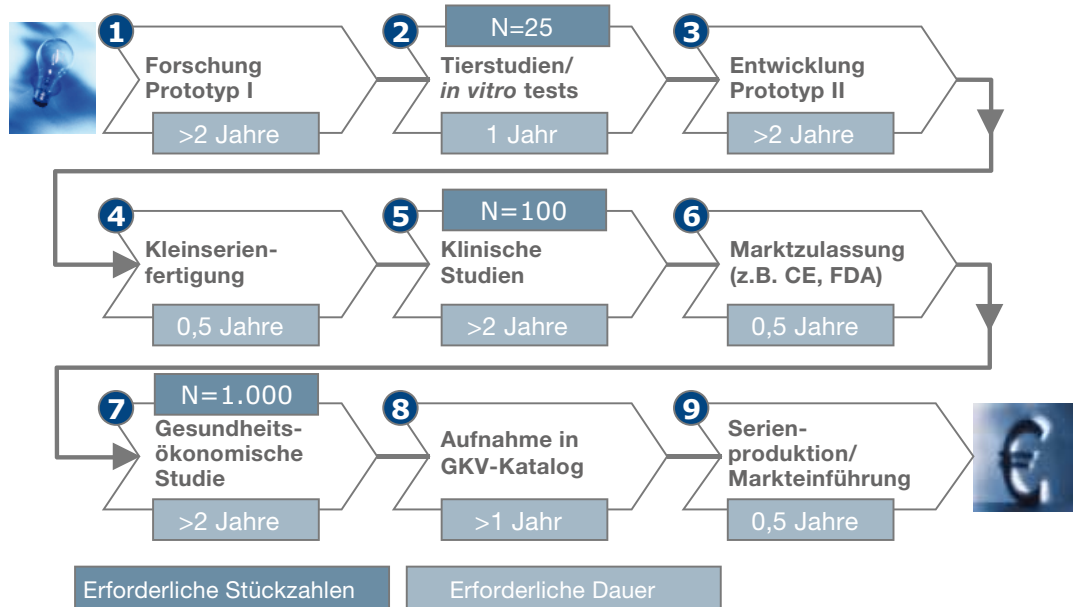 1
Forschung
Prototyp I
>2 Jahre
2
N=25
Tierstudien/
in vitro tests
1 Jahr
3
Entwicklung
Prototyp II
>2 Jahre
4
Kleinserien-
fertigung
0,5 Jahre
5
N=100
Klinische
Studien
>2 Jahre
6
Marktzulassung
(z.B. CE, FDA)
0,5 Jahre
7
N=1.000
Gesundheits-
ökonomische
Studie
>2 Jahre
8
Aufnahme in
GKV-Katalog
>1 Jahr
9
Serien-
produktion/
Markteinführung
0,5 Jahre
€
Erforderliche Stückzahlen
Erforderliche Dauer